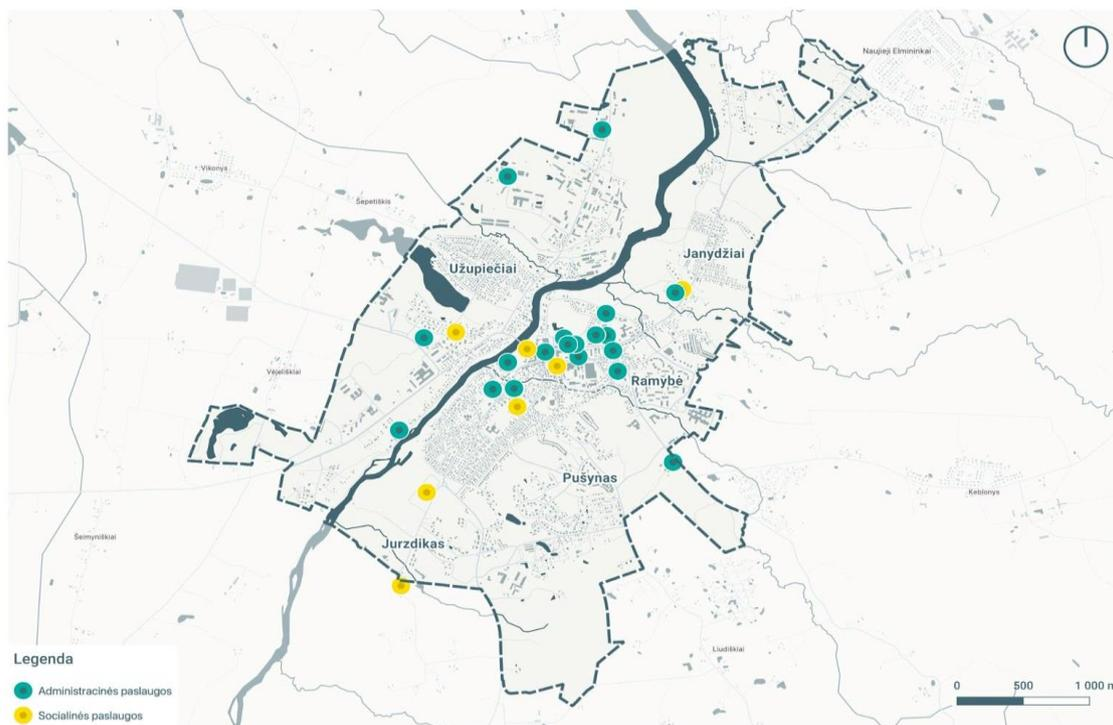 Naujieji Elmininkai
Vikonys
Šepetiškis
Užupiečiai
Janydžiai
Vėjeliškiai
Ramybė
Pušynas
Keblonys
Šeimyniškiai
Jurzdikas
Liudiškiai
Legenda
Administracinės paslaugos
Socialinės paslaugos
0 500 1 000 m